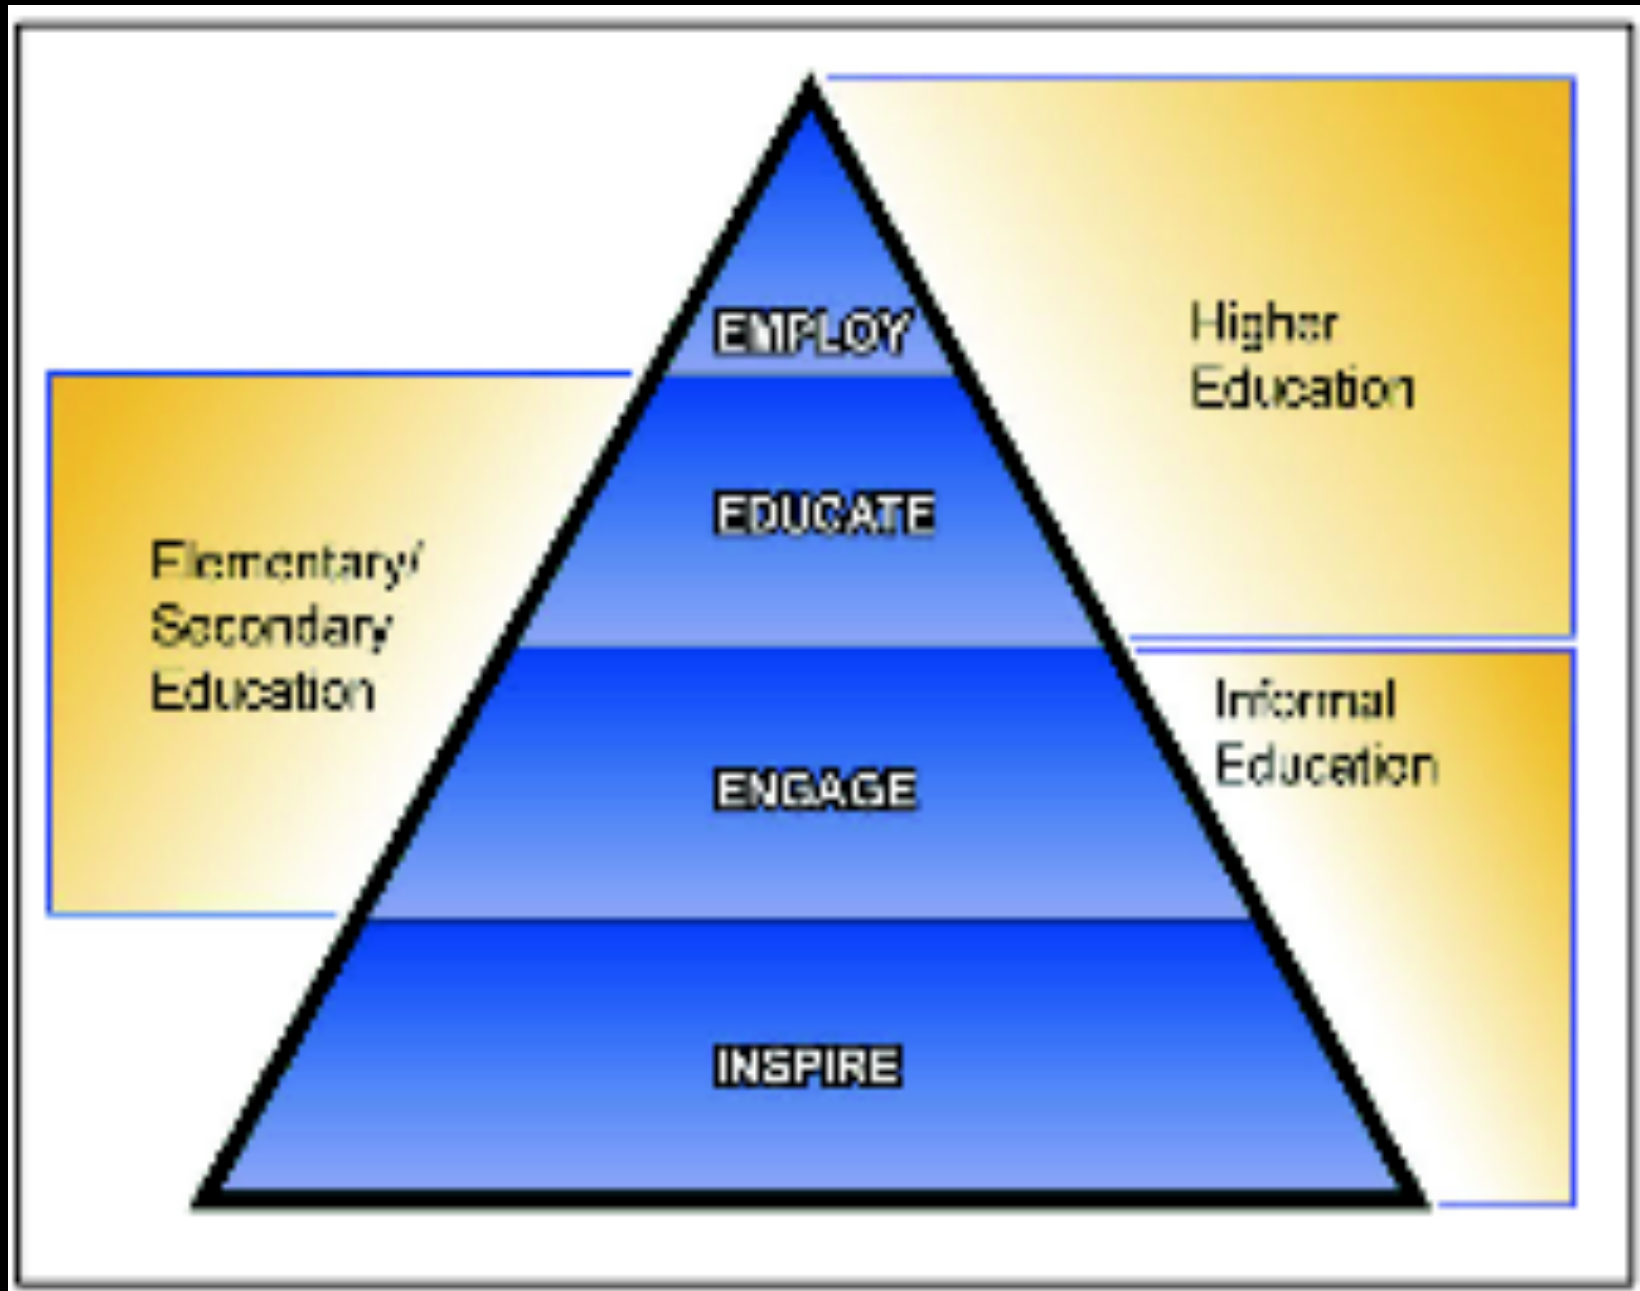 EMPLOY
Higher
Education
EDUCATE
Elementary/
Secondary
Education
Informal
Education
ENGAGE
INSPIRE